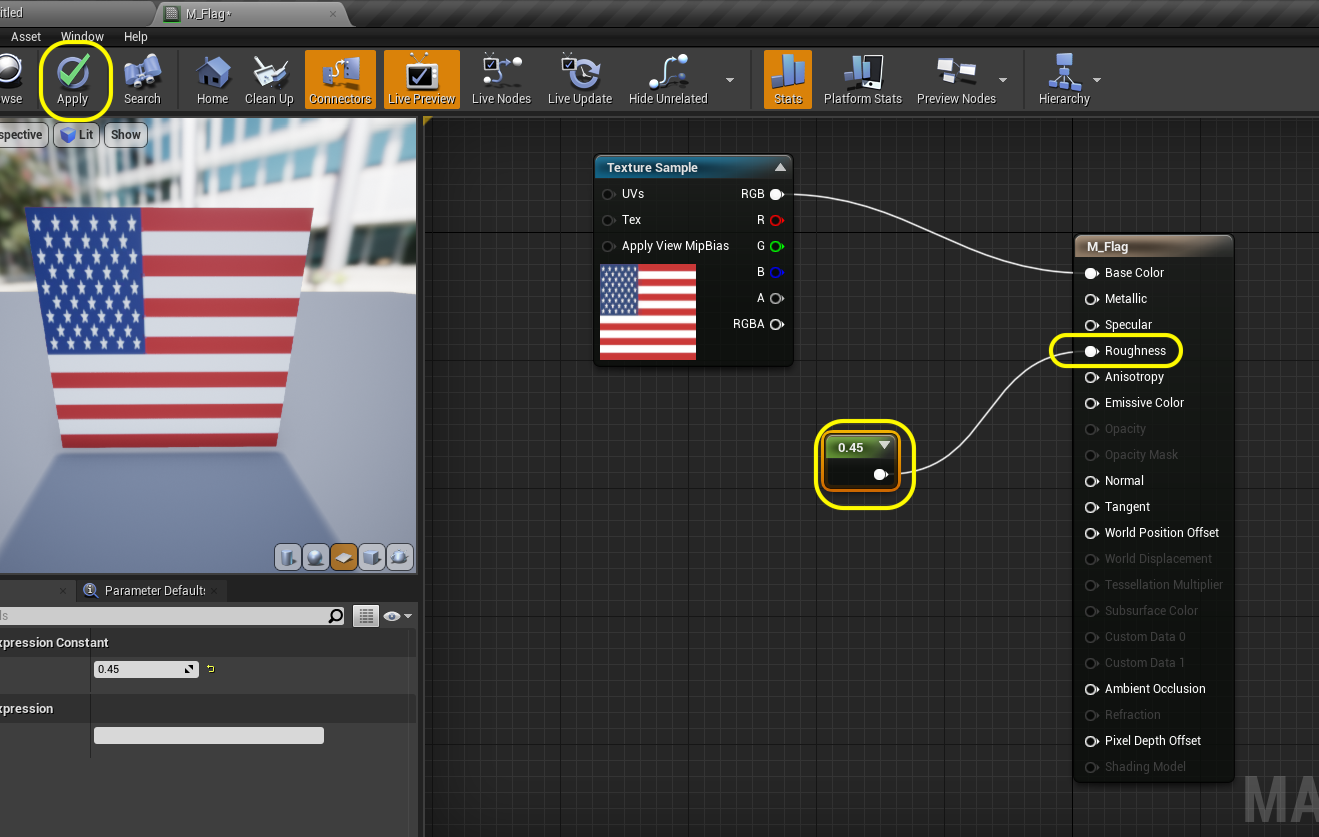 titled
M_Flag*
Asset Window Help
wse Apply Search Home Clean Up Connectors Live Preview Live Nodes Live Update Hide Unrelated Stats Platform Stats Preview Nodes Hierarchy
spective Lit Show
Texture Sample
UVs RGB
Tex R
Apply View MipBias G
B
A
RGBA
M_Flag
Base Color
Metallic
Specular
Roughness
Anisotropy
Emissive Color
Opacity
Opacity Mask
Normal
Tangent
World Position Offset
World Displacement
Tessellation Multiplier
Subsurface Color
Custom Data 0
Custom Data 1
Ambient Occlusion
Refraction
Pixel Depth Offset
Shading Model
0.45
Parameter Default
ls
xpression Constant
0.45
xpression
MA